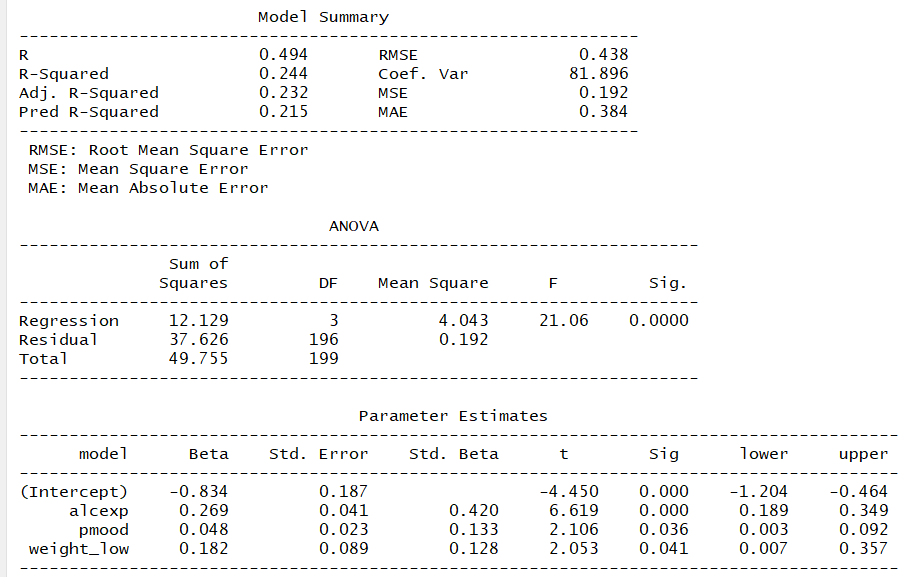 Model Summary
-----------------------------------------------------------------
R 0.494 RMSE 0.438
R-Squared 0.244 Coef. Var 81.896
Adj. R-Squared 0.232 MSE 0.192
Pred R-Squared 0.215 MAE 0.384
-----------------------------------------------------------------
RMSE: Root Mean Square Error
MSE: Mean Square Error
MAE: Mean Absolute Error
ANOVA
-----------------------------------------------------------------------
Sum of
Squares DF Mean Square F Sig.
-----------------------------------------------------------------------
Regression 12.129 3 4.043 21.06 0.0000
Residual 37.626 196 0.192
Total 49.755 199
-----------------------------------------------------------------------
Parameter Estimates
-----------------------------------------------------------------------------------------
model Beta Std. Error Std. Beta t Sig lower upper
-----------------------------------------------------------------------------------------
(Intercept) -0.834 0.187 -4.450 0.000 -1.204 -0.464
alcexp 0.269 0.041 0.420 6.619 0.000 0.189 0.349
pmood 0.048 0.023 0.133 2.106 0.036 0.003 0.092
weight_low 0.182 0.089 0.128 2.053 0.041 0.007 0.357
-----------------------------------------------------------------------------------------